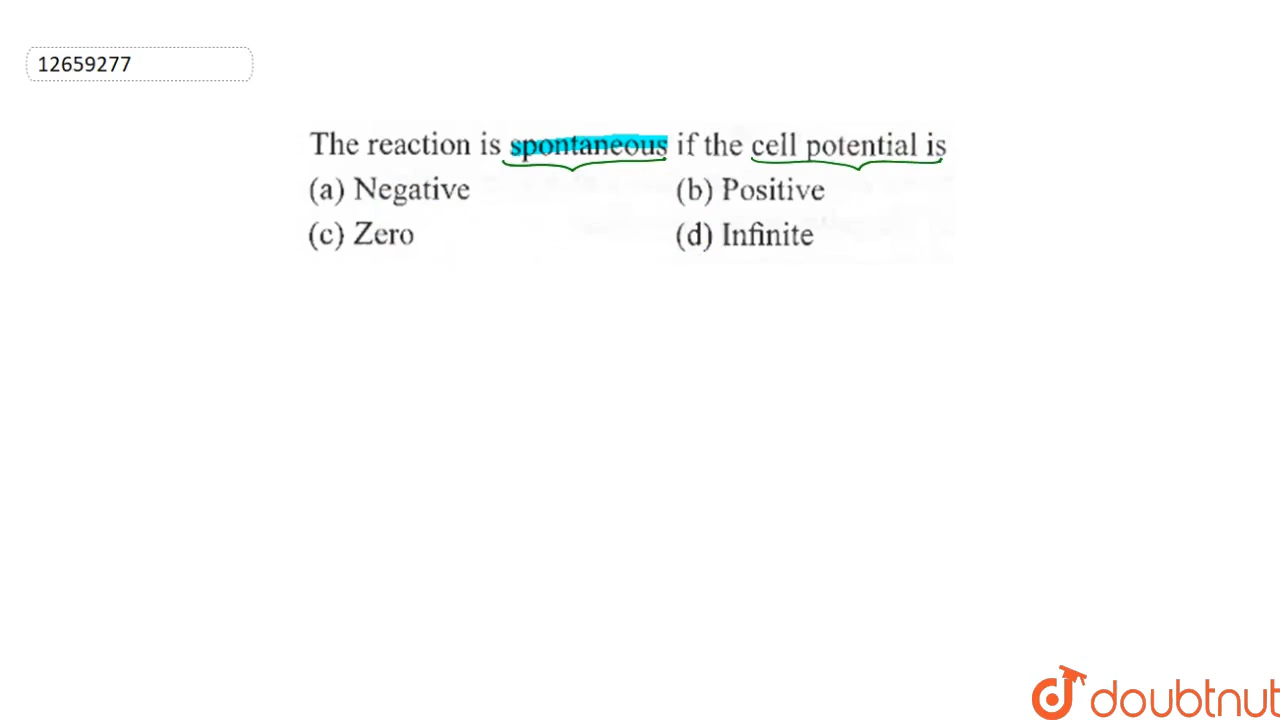 12659277
The reaction is spontaneous if the cell potential is
(a) Negative (b) Positive
(c) Zero (d) Infinite
doubtnut